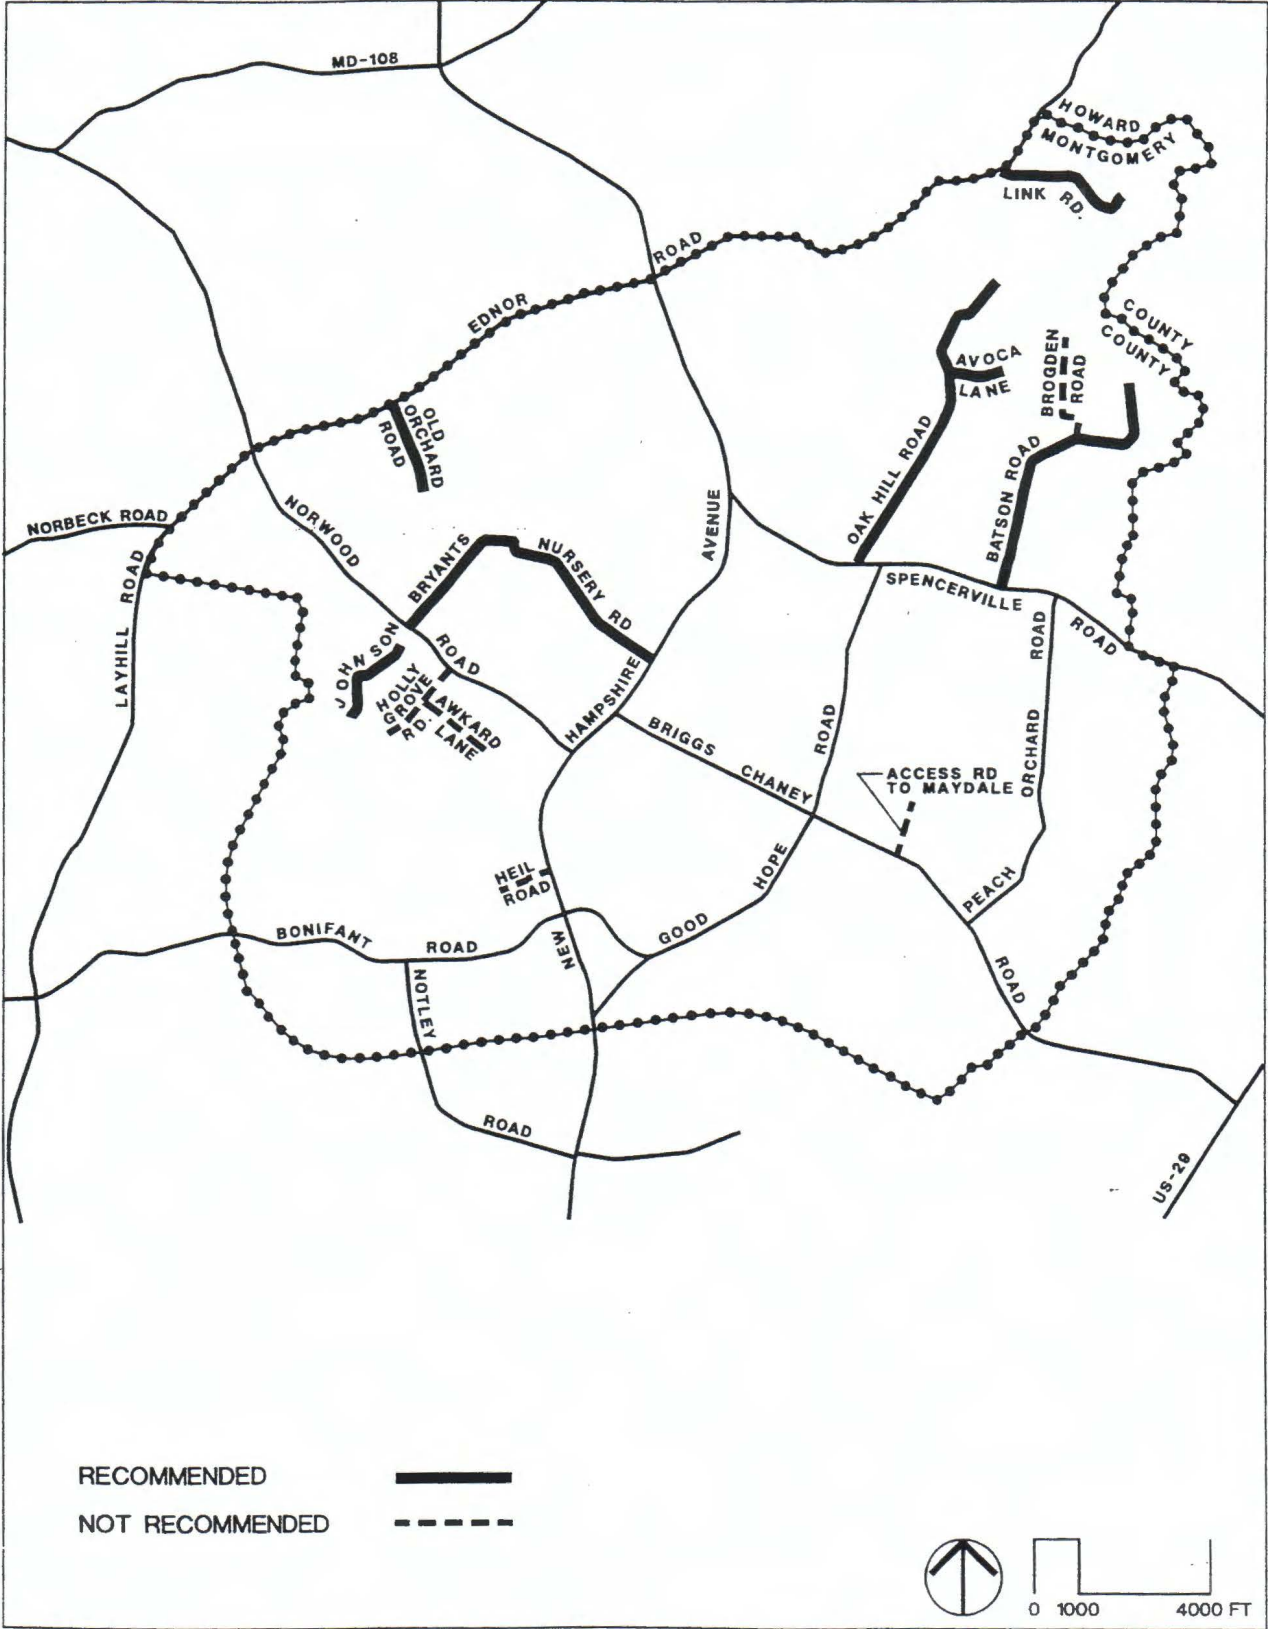 MD-108
HOWARD
MONTGOMERY
LINK RD.
ROAD
EDNOR
COUNTY
COUNTY
AVOCA
LANE
BROGDEN
ROAD
OLD
ORCHARD
ROAD
OAK HILL ROAD
BATSON ROAD
NORBECK ROAD
NORWOOD
ROAD
AVENUE
BRYANTS
NURSERY RD
SPENCERVILLE
ROAD
LAYHILL ROAD
JOHNSON
HOLLY
GROVE
RD.
AWKARD
LANE
HAMPSHIRE
BRIGGS
CHANEY
ROAD
ROAD
ORCHARD
ACCESS RD
TO MAYDALE
HEIL
ROAD
HOPE
PEACH
BONIFANT
ROAD
NEW
GOOD
ROAD
NOTLEY
ROAD
US-29
RECOMMENDED
NOT RECOMMENDED
0 1000 4000 FT